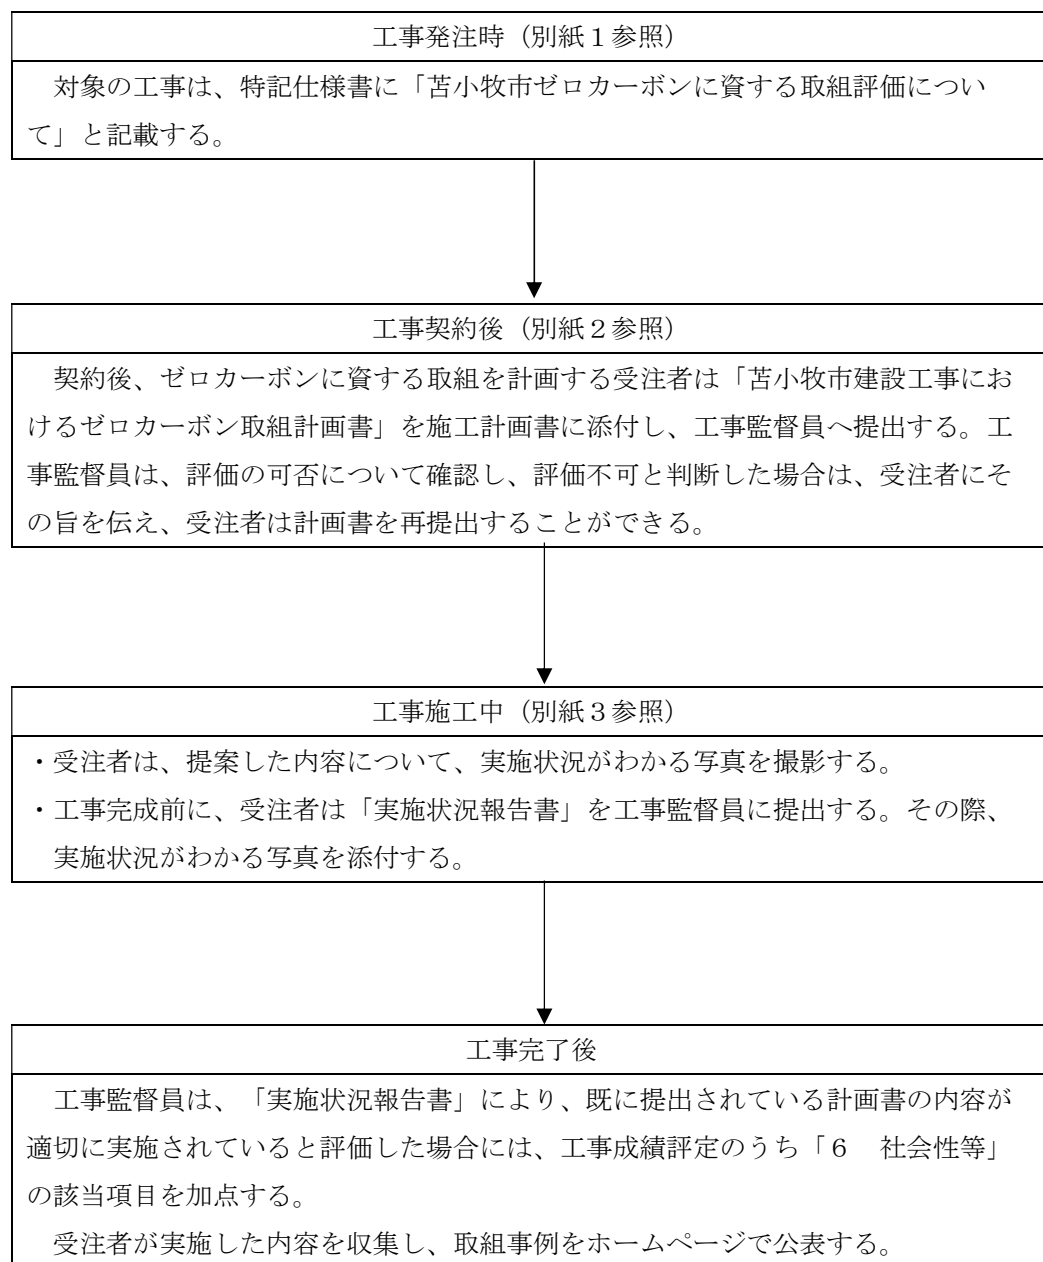 工事発注時（別紙１参照）
対象の工事は、特記仕様書に「苫小牧市ゼロカーボンに資する取組評価につい
て」と記載する。
工事契約後（別紙２参照）
契約後、ゼロカーボンに資する取組を計画する受注者は「苫小牧市建設工事にお
けるゼロカーボン取組計画書」を施工計画書に添付し、工事監督員へ提出する。工
事監督員は、評価の可否について確認し、評価不可と判断した場合は、受注者にそ
の旨を伝え、受注者は計画書を再提出することができる。
工事施工中（別紙３参照）
・受注者は、提案した内容について、実施状況がわかる写真を撮影する。
・工事完成前に、受注者は「実施状況報告書」を工事監督員に提出する。その際、
実施状況がわかる写真を添付する。
工事完了後
工事監督員は、「実施状況報告書」により、既に提出されている計画書の内容が
適切に実施されていると評価した場合には、工事成績評定のうち「６　社会性等」
の該当項目を加点する。
受注者が実施した内容を収集し、取組事例をホームページで公表する。